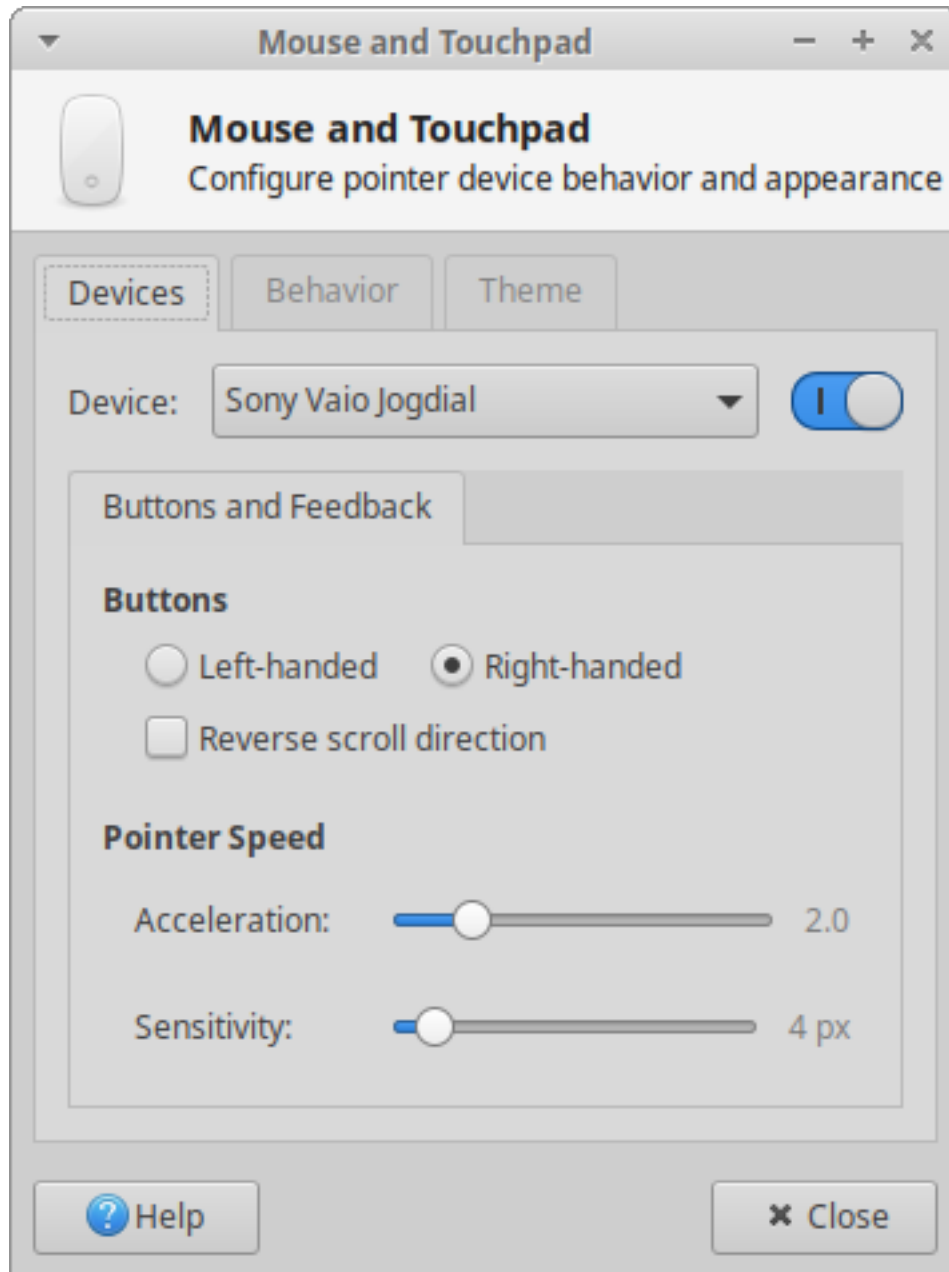 Mouse and Touchpad
Mouse and Touchpad
Configure pointer device behavior and appearance
Devices Behavior Theme
Device: Sony Vaio Jogdial
Buttons and Feedback
Buttons
Left-handed Right-handed
Reverse scroll direction
Pointer Speed
Acceleration: 2.0
Sensitivity: 4 px
Help Close